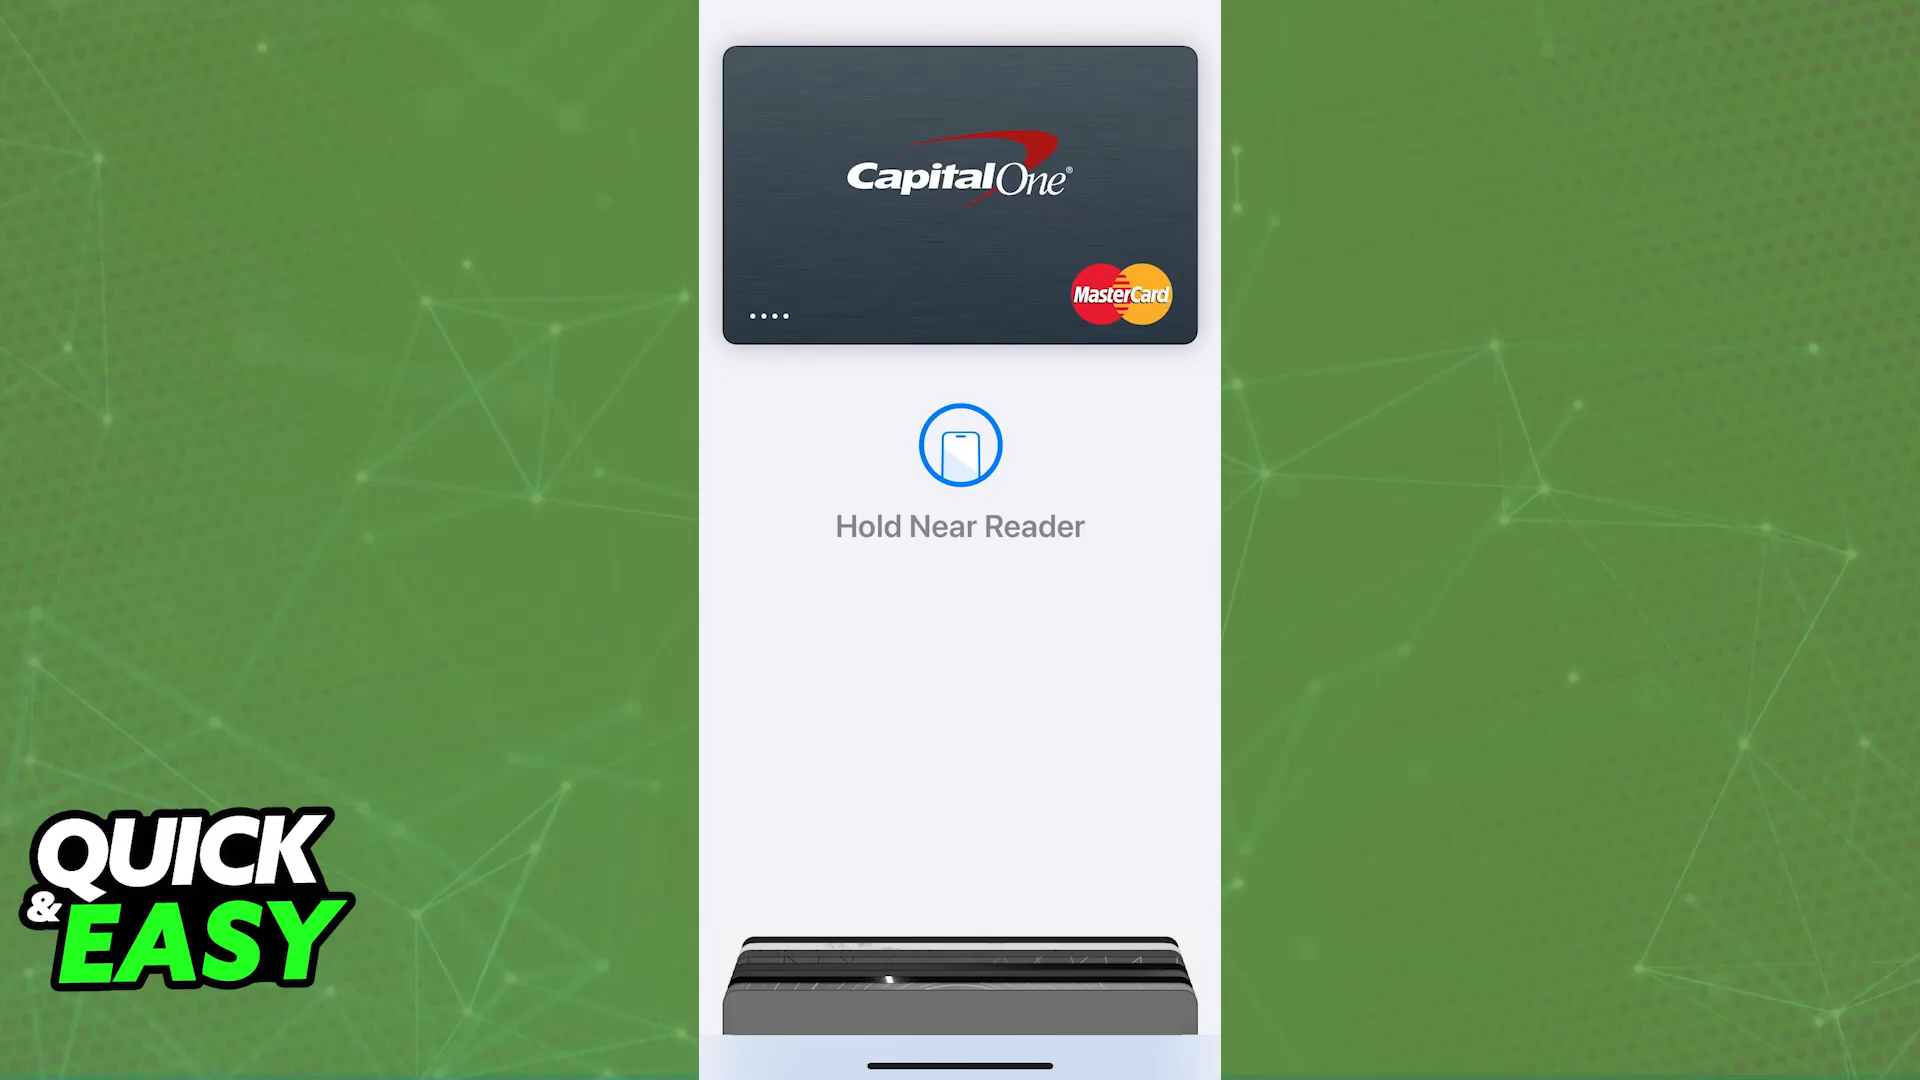 CapitalOne®
MasterCard
••••
Hold Near Reader
QUICK
& EASY